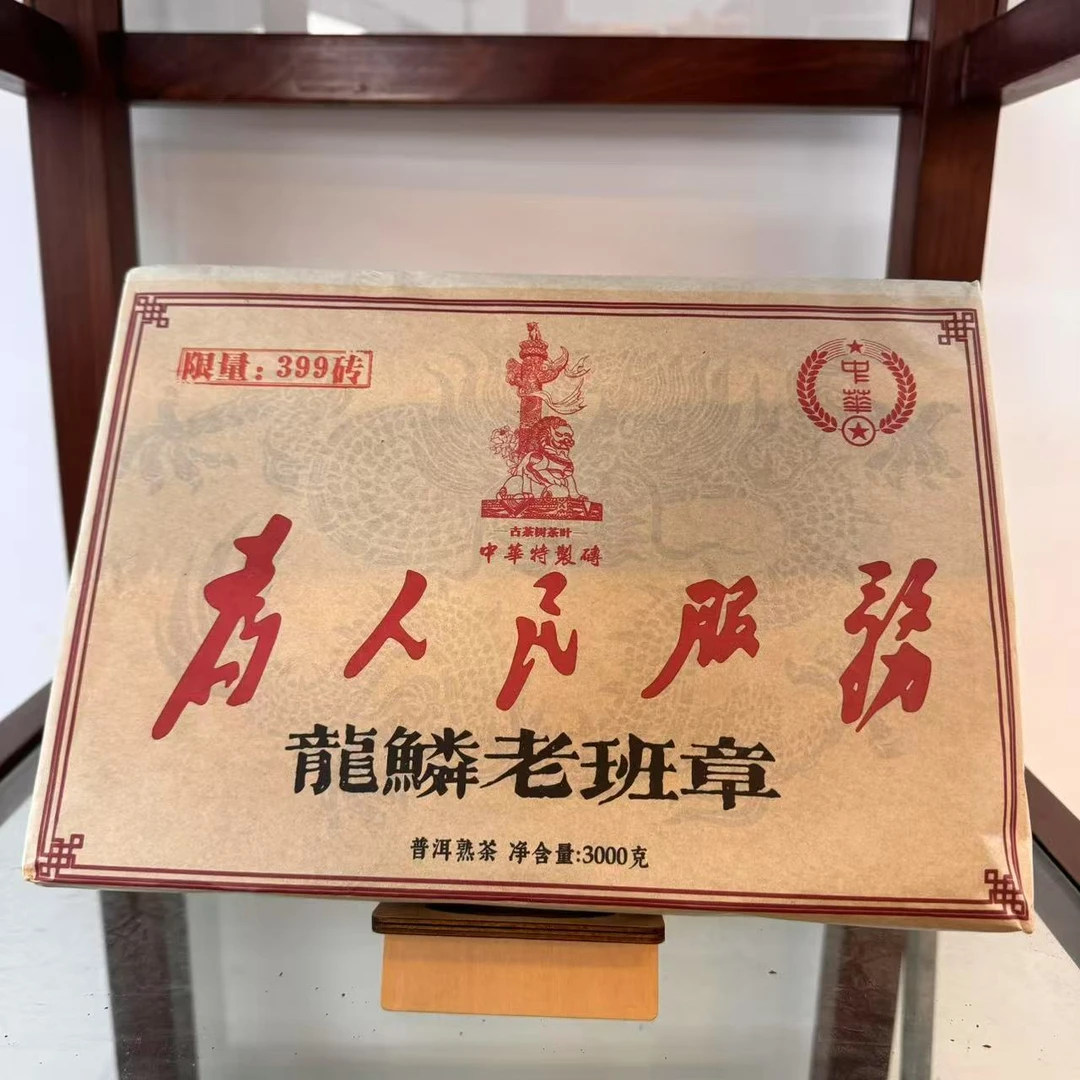 限量：399砖
中華
古茶树茶叶
中華特製磚
为人民服務
龍鱗老班章
普洱熟茶 净含量:3000克